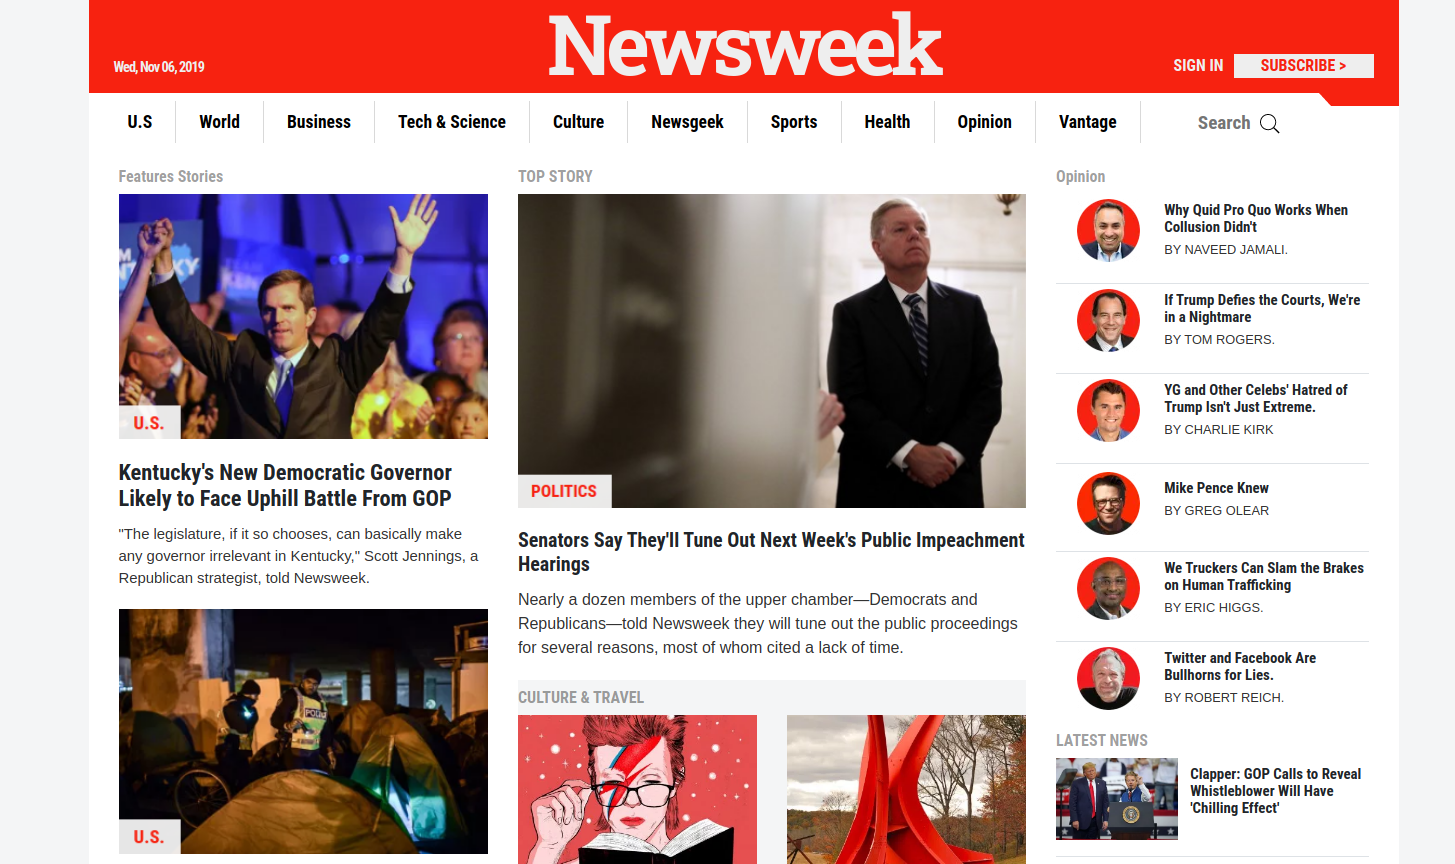 Newsweek
Wed, Nov 06, 2019
SIGN IN
SUBSCRIBE >
U.S
World
Business
Tech & Science
Culture
Newsgeek
Sports
Health
Opinion
Vantage
Search
Features Stories
U.S.
Kentucky's New Democratic Governor
Likely to Face Uphill Battle From GOP
"The legislature, if it so chooses, can basically make
any governor irrelevant in Kentucky," Scott Jennings, a
Republican strategist, told Newsweek.
U.S.
TOP STORY
POLITICS
Senators Say They'll Tune Out Next Week's Public Impeachment
Hearings
Nearly a dozen members of the upper chamber—Democrats and
Republicans—told Newsweek they will tune out the public proceedings
for several reasons, most of whom cited a lack of time.
CULTURE & TRAVEL
Opinion
Why Quid Pro Quo Works When
Collusion Didn't
BY NAVEED JAMALI.
If Trump Defies the Courts, We're
in a Nightmare
BY TOM ROGERS.
YG and Other Celebs' Hatred of
Trump Isn't Just Extreme.
BY CHARLIE KIRK
Mike Pence Knew
BY GREG OLEAR
We Truckers Can Slam the Brakes
on Human Trafficking
BY ERIC HIGGS.
Twitter and Facebook Are
Bullhorns for Lies.
BY ROBERT REICH.
LATEST NEWS
Clapper: GOP Calls to Reveal
Whistleblower Will Have
'Chilling Effect'